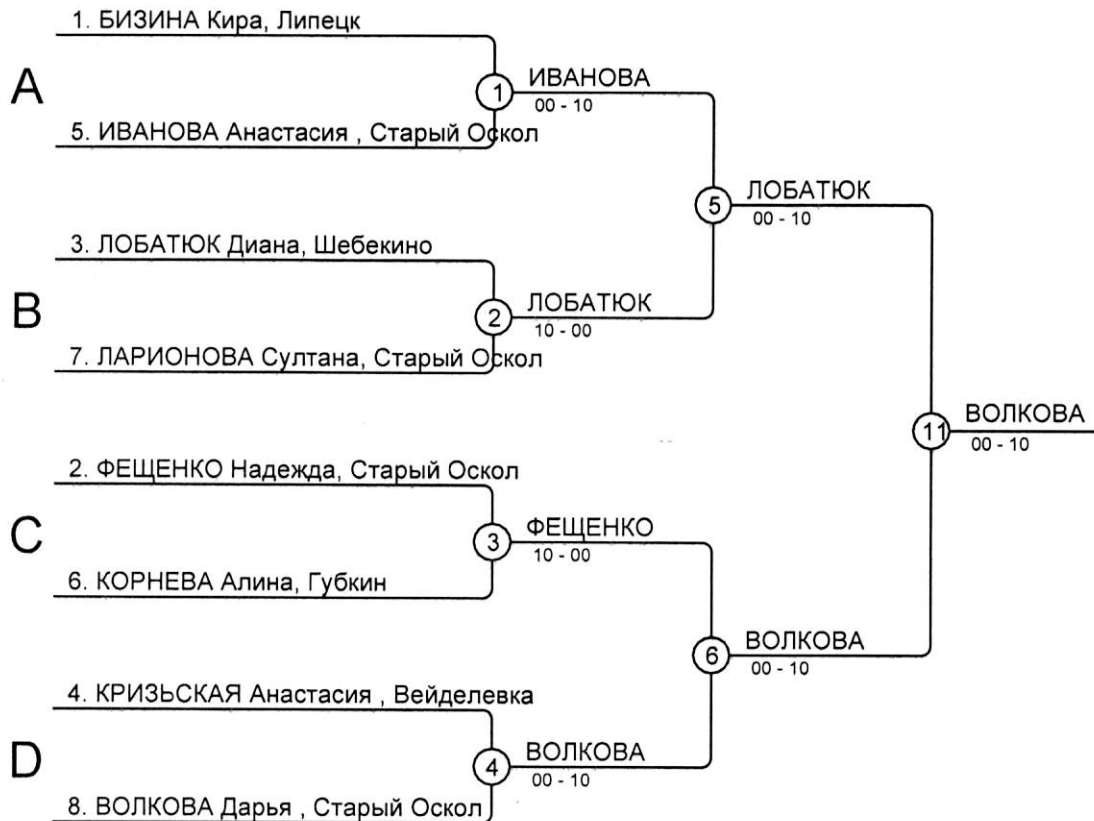 1. БИЗИНА Кира, Липецк
A
1
ИВАНОВА
00 - 10
5. ИВАНОВА Анастасия , Старый Оскол
5
ЛОБАТЮК
00 - 10
3. ЛОБАТЮК Диана, Шебекино
B
2
ЛОБАТЮК
10 - 00
7. ЛАРИОНОВА Султана, Старый Оскол
11
ВОЛКОВА
00 - 10
2. ФЕЩЕНКО Надежда, Старый Оскол
C
3
ФЕЩЕНКО
10 - 00
6. КОРНЕВА Алина, Губкин
6
ВОЛКОВА
00 - 10
4. КРИЗЬСКАЯ Анастасия , Вейделевка
D
4
ВОЛКОВА
00 - 10
8. ВОЛКОВА Дарья , Старый Оскол